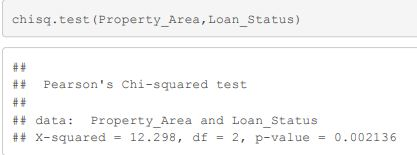 chisq.test(Property_Area,Loan_Status)
##
##  Pearson's Chi-squared test
##
## data:  Property_Area and Loan_Status
## X-squared = 12.298, df = 2, p-value = 0.002136